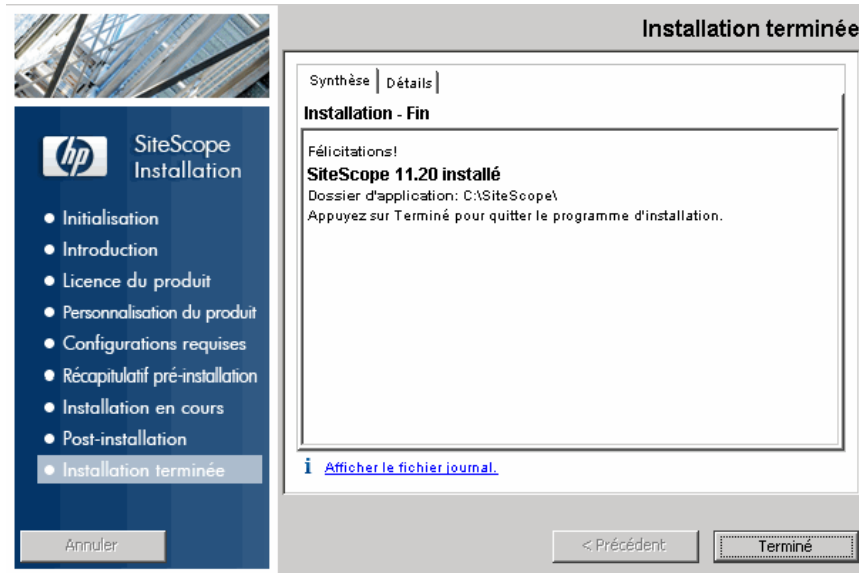 Installation terminée
hp
SiteScope
Installation
Initialisation
Introduction
Licence du produit
Personnalisation du produit
Configurations requises
Récapitulatif pré-installation
Installation en cours
Post-installation
Installation terminée
Synthèse
Détails
Installation - Fin
Félicitations!
SiteScope 11.20 installé
Dossier d'application: C:\SiteScope\
Appuyez sur Terminé pour quitter le programme d'installation.
i Afficher le fichier journal.
Annuler
< Précédent
Terminé